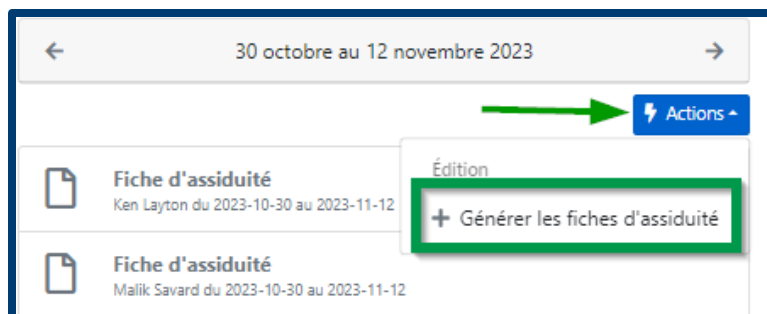 30 octobre au 12 novembre 2023
Actions
Édition
Générer les fiches d'assiduité
Fiche d'assiduité
Ken Layton du 2023-10-30 au 2023-11-12
Fiche d'assiduité
Malik Savard du 2023-10-30 au 2023-11-12